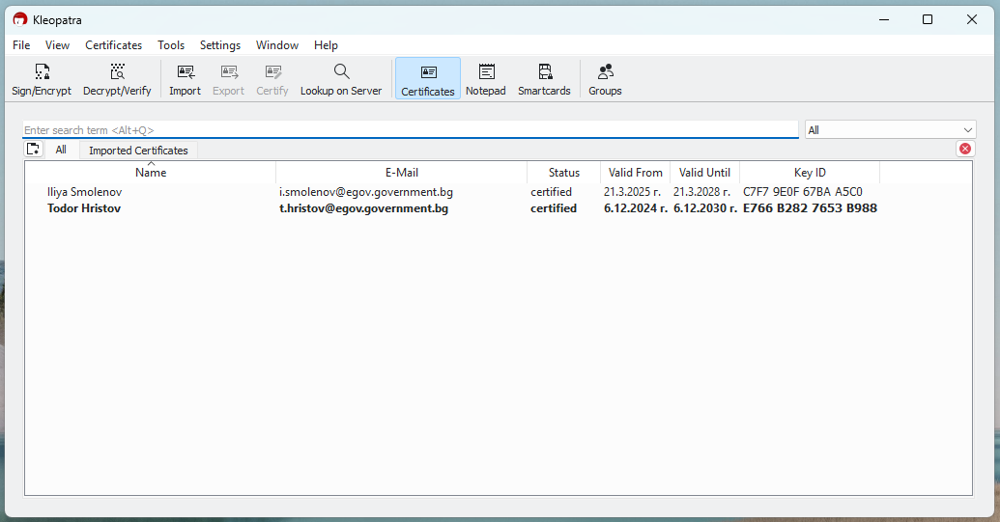 Kleopatra
File View Certificates Tools Settings Window Help
Sign/Encrypt Decrypt/Verify Import Export Certify Lookup on Server Certificates Notepad Smartcards Groups
Enter search term <Alt+Q> All
All Imported Certificates
Name E-Mail Status Valid From Valid Until Key ID
Iliya Smolenov i.smolenov@egov.government.bg certified 21.3.2025 г. 21.3.2028 г. C7F7 9E0F 67BA A5C0
Todor Hristov t.hristov@egov.government.bg certified 6.12.2024 г. 6.12.2030 г. E766 B282 7653 B988